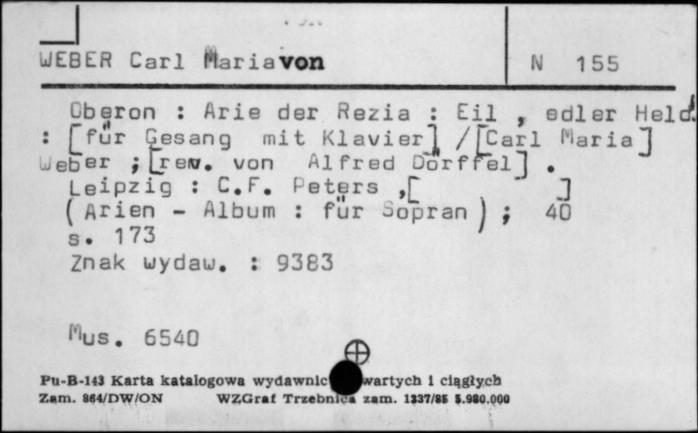 WEBER Carl Maria von
N 155
Oberon : Arie der Rezia : Eil , edler Held!
: [für Gesang mit Klavier] /[Carl Maria]
Weber ; [rev. von Alfred Dörffel] .
Leipzig : C.F. Peters ,[ ]
(Arien - Album : für Sopran) ; 40
s. 173
Znak wydaw. : 9383
Mus. 6540
Pu-B-143 Karta katalogowa wydawnic wartych i ciągłych
Zam. 864/DW/ON WZGraf Trzebnica zam. 1337/85 5.980.000